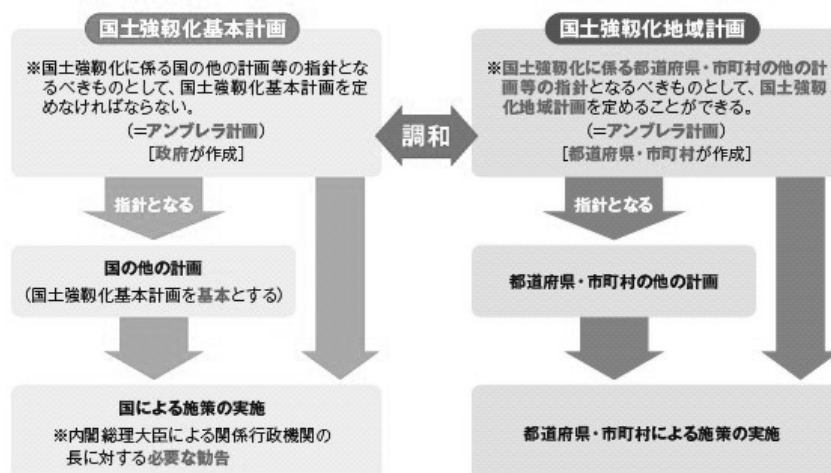 国土強靱化基本計画
※国土強靱化に係る国の他の計画等の指針とな
るべきものとして、国土強靱化基本計画を定
めなければならない。
(=アンブレラ計画)
[政府が作成]
指針となる
国の他の計画
(国土強靱化基本計画を基本とする)
国による施策の実施
※内閣総理大臣による関係行政機関の
長に対する必要な勧告
調和
国土強靱化地域計画
※国土強靱化に係る都道府県・市町村の他の計
画等の指針となるべきものとして、国土強靱
化地域計画を定めることができる。
(=アンブレラ計画)
[都道府県・市町村が作成]
指針となる
都道府県・市町村の他の計画
都道府県・市町村による施策の実施